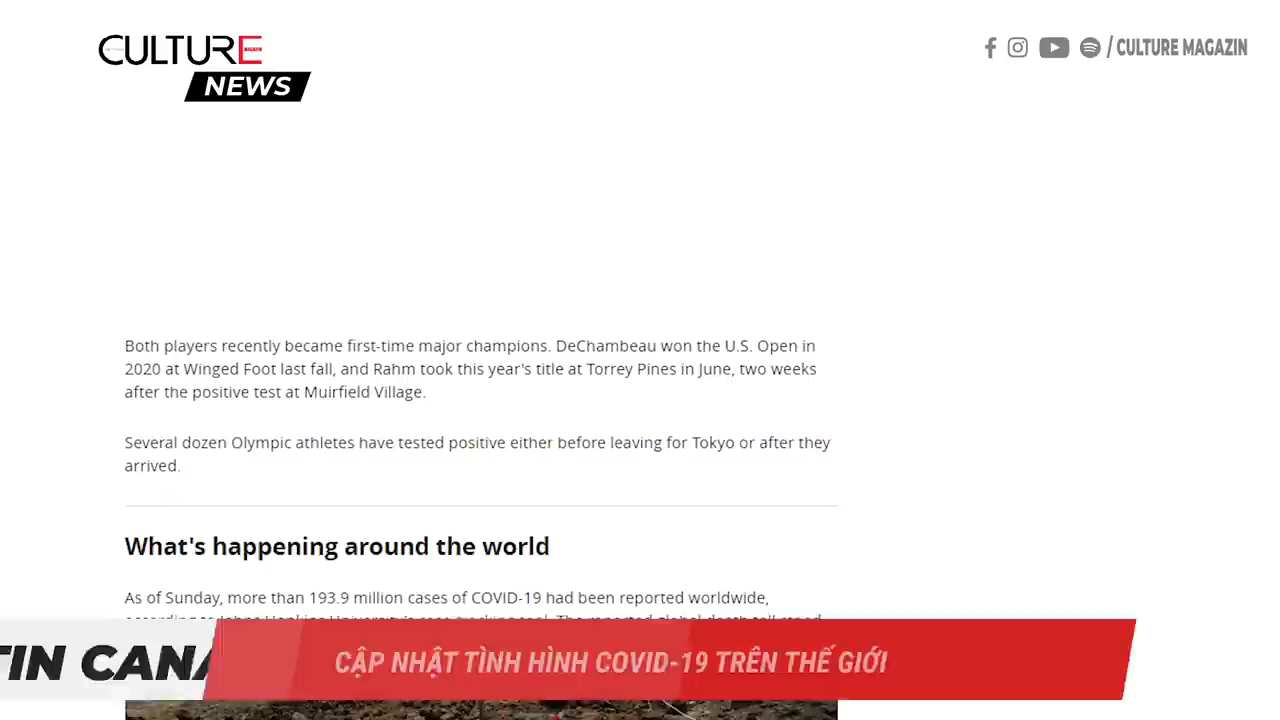 CULTURE
NEWS
/ CULTURE MAGAZIN
Both players recently became first-time major champions. DeChambeau won the U.S. Open in
2020 at Winged Foot last fall, and Rahm took this year's title at Torrey Pines in June, two weeks
after the positive test at Muirfield Village.
Several dozen Olympic athletes have tested positive either before leaving for Tokyo or after they
arrived.
What's happening around the world
As of Sunday, more than 193.9 million cases of COVID-19 had been reported worldwide,
TIN CANA
CẬP NHẬT TÌNH HÌNH COVID-19 TRÊN THẾ GIỚI